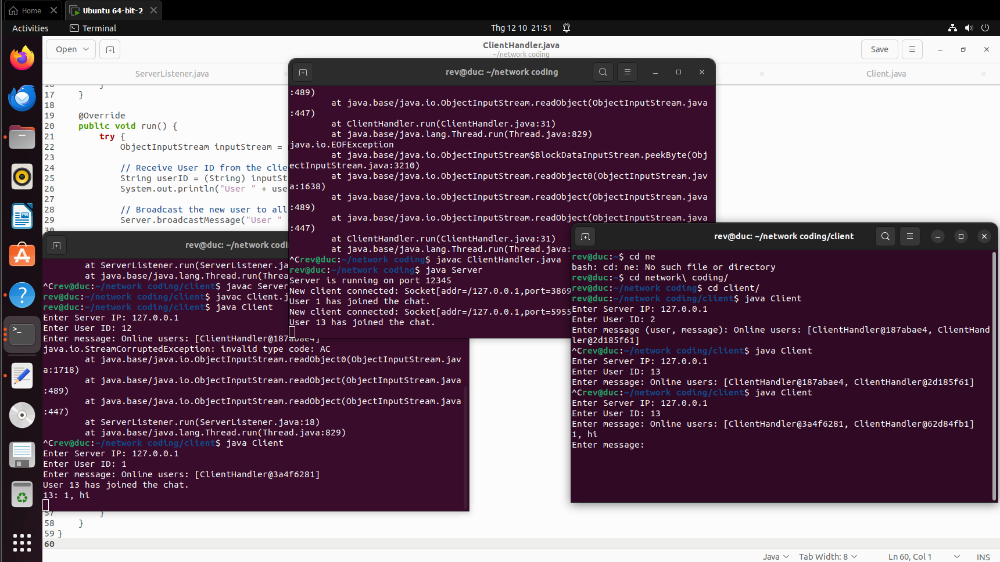 Home
Ubuntu 64-bit-2
Activities
Terminal
Thg 12 10 21:51
Open
ClientHandler.java
~/network coding
Save
ServerListener.java
Client.java
16 }
17 }
18
19 @Override
20 public void run() {
21 try {
22 ObjectInputStream inputStream =
23
24 // Receive User ID from the clie
25 String userID = (String) inputSt
26 System.out.println("User " + use
27
28 // Broadcast the new user to all
29 Server.broadcastMessage("User "
30
57 }
58 }
59 }
60
rev@duc: ~/network coding
:489)
at java.base/java.io.ObjectInputStream.readObject(ObjectInputStream.java
:447)
at ClientHandler.run(ClientHandler.java:31)
at java.base/java.lang.Thread.run(Thread.java:829)
java.io.EOFException
at java.base/java.io.ObjectInputStream$BlockDataInputStream.peekByte(Obj
ectInputStream.java:3210)
at java.base/java.io.ObjectInputStream.readObject0(ObjectInputStream.jav
a:1638)
at java.base/java.io.ObjectInputStream.readObject(ObjectInputStream.java
:489)
at java.base/java.io.ObjectInputStream.readObject(ObjectInputStream.java
:447)
at ClientHandler.run(ClientHandler.java:31)
at java.base/java.lang.Thread.run(Thread.java:
^Crev@duc:~/network coding$ javac ClientHandler.java
rev@duc:~/network coding$ java Server
Server is running on port 12345
New client connected: Socket[addr=/127.0.0.1,port=3869
User 1 has joined the chat.
New client connected: Socket[addr=/127.0.0.1,port=5955
User 13 has joined the chat.
rev@duc: ~/network codi
at ServerListener.run(ServerListener.ja
at java.base/java.lang.Thread.run(Threa
^Crev@duc:~/network coding/client$ javac Server
rev@duc:~/network coding/client$ javac Client.j
rev@duc:~/network coding/client$ java Client
Enter Server IP: 127.0.0.1
Enter User ID: 12
Enter message: Online users: [ClientHandler@187abae4]
java.io.StreamCorruptedException: invalid type code: AC
at java.base/java.io.ObjectInputStream.readObject0(ObjectInputStream.jav
a:1718)
at java.base/java.io.ObjectInputStream.readObject(ObjectInputStream.java
:489)
at java.base/java.io.ObjectInputStream.readObject(ObjectInputStream.java
:447)
at ServerListener.run(ServerListener.java:18)
at java.base/java.lang.Thread.run(Thread.java:829)
^Crev@duc:~/network coding/client$ java Client
Enter Server IP: 127.0.0.1
Enter User ID: 1
Enter message: Online users: [ClientHandler@3a4f6281]
User 13 has joined the chat.
13: 1, hi
rev@duc: ~/network coding/client
rev@duc:~$ cd ne
bash: cd: ne: No such file or directory
rev@duc:~$ cd network\ coding/
rev@duc:~/network coding$ cd client/
rev@duc:~/network coding/client$ java Client
Enter Server IP: 127.0.0.1
Enter User ID: 2
Enter message (user, message): Online users: [ClientHandler@187abae4, ClientHand
ler@2d185f61]
^Crev@duc:~/network coding/client$ java Client
Enter Server IP: 127.0.0.1
Enter User ID: 13
Enter message: Online users: [ClientHandler@187abae4, ClientHandler@2d185f61]
^Crev@duc:~/network coding/client$ java Client
Enter Server IP: 127.0.0.1
Enter User ID: 13
Enter message: Online users: [ClientHandler@3a4f6281, ClientHandler@62d84fb1]
1, hi
Enter message:
Java
Tab Width: 8
Ln 60, Col 1
INS